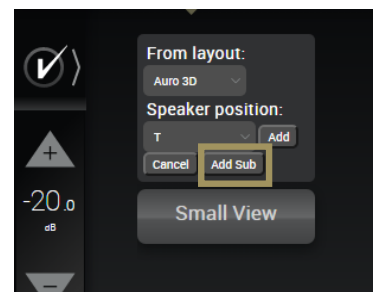 From layout:
Auro 3D
Speaker position:
T
Add
Cancel
Add Sub
-20.0
dB
Small View